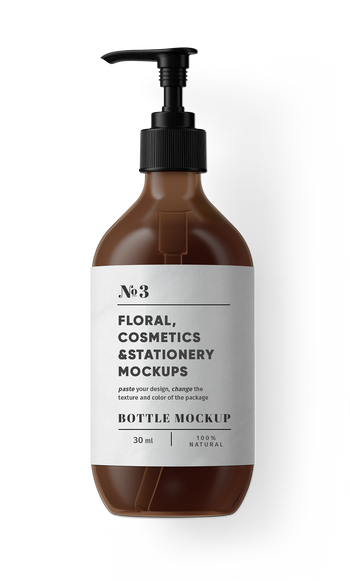 №3
FLORAL,
COSMETICS
&STATIONERY
MOCKUPS
paste your design, change the
texture and color of the package
BOTTLE MOCKUP
30 ml
100%
NATURAL